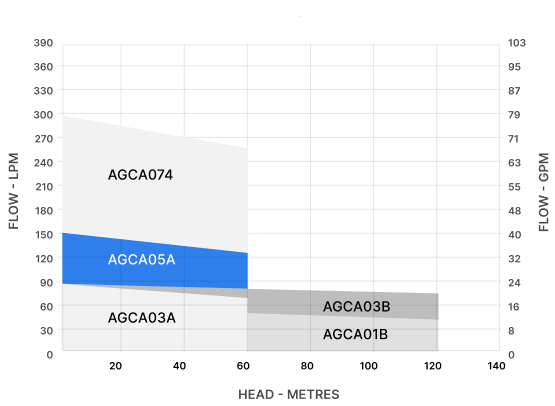 390 103
360 95
330 87
300 79
270 71
240 63
210 55
180 48
150 40
120 32
90 24
60 16
30 8
0 0
FLOW - LPM
FLOW - GPM
AGCA074
AGCA05A
AGCA03A
AGCA03B
AGCA01B
20 40 60 80 100 120 140
HEAD - METRES